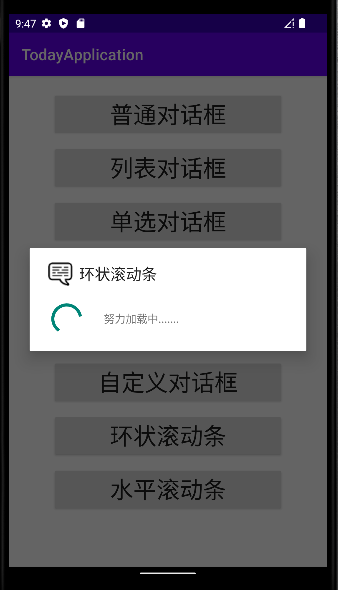 9:47
TodayApplication
普通对话框
列表对话框
单选对话框
环状滚动条
努力加载中.......
自定义对话框
环状滚动条
水平滚动条